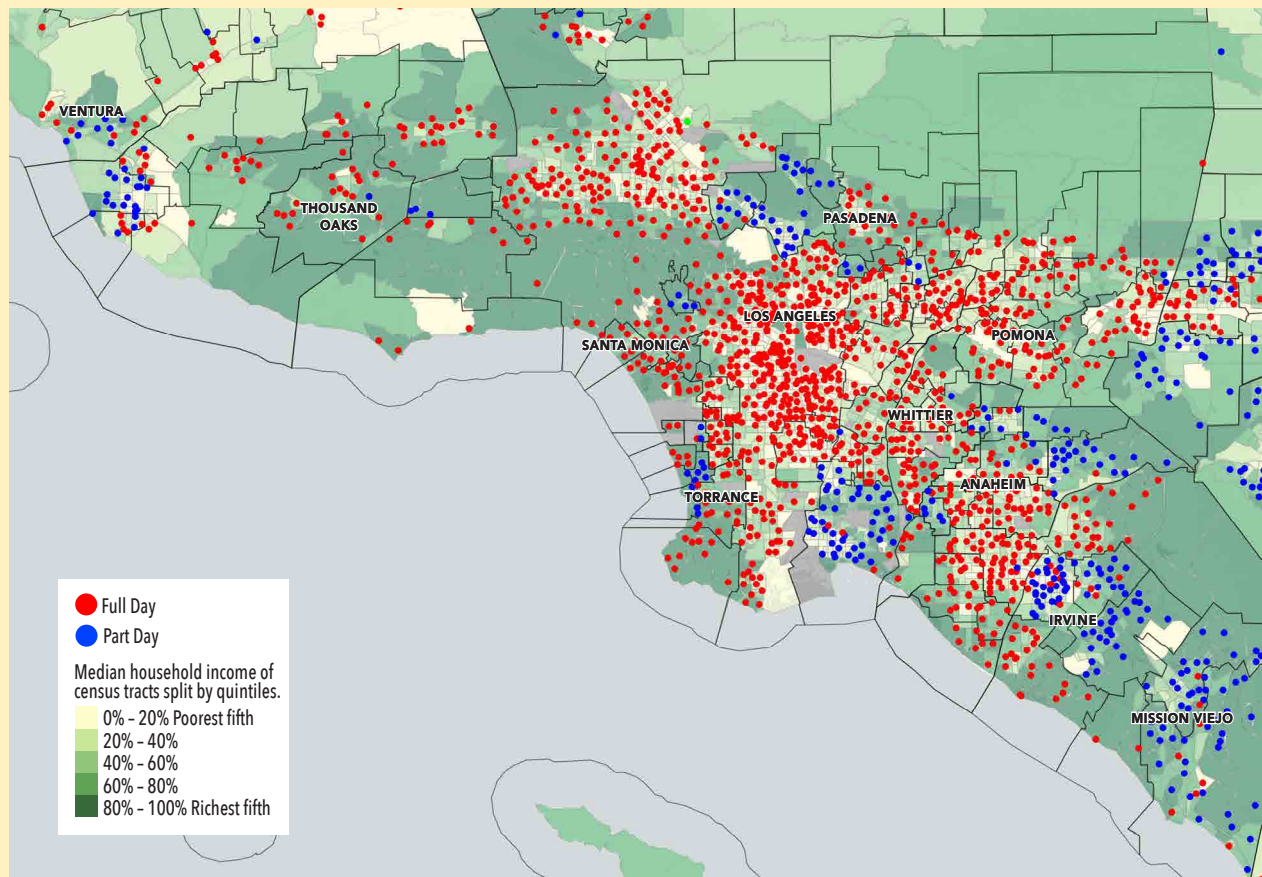 VENTURA
THOUSAND
OAKS
PASADENA
LOS ANGELES
SANTA MONICA
POMONA
WHITTIER
ANAHEIM
TORRANCE
IRVINE
MISSION VIEJO
Full Day
Part Day
Median household income of
census tracts split by quintiles.
0% – 20% Poorest fifth
20% – 40%
40% – 60%
60% – 80%
80% – 100% Richest fifth